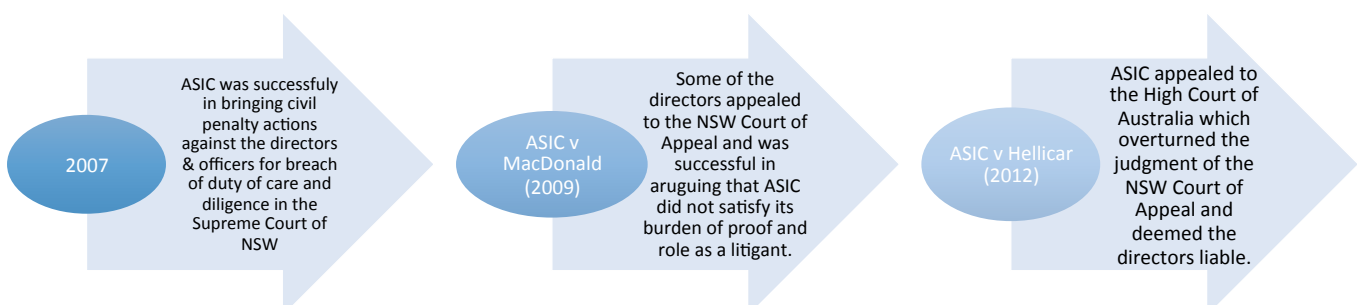 2007
ASIC was successfuly
in bringing civil
penalty actions
against the directors
& officers for breach
of duty of care and
diligence in the
Supreme Court of
NSW
ASIC v
MacDonald
(2009)
Some of the
directors appealed
to the NSW Court of
Appeal and was
successful in
aruguing that ASIC
did not satisfy its
burden of proof and
role as a litigant.
ASIC v Hellicar
(2012)
ASIC appealed to
the High Court of
Australia which
overturned the
judgment of the
NSW Court of
Appeal and
deemed the
directors liable.